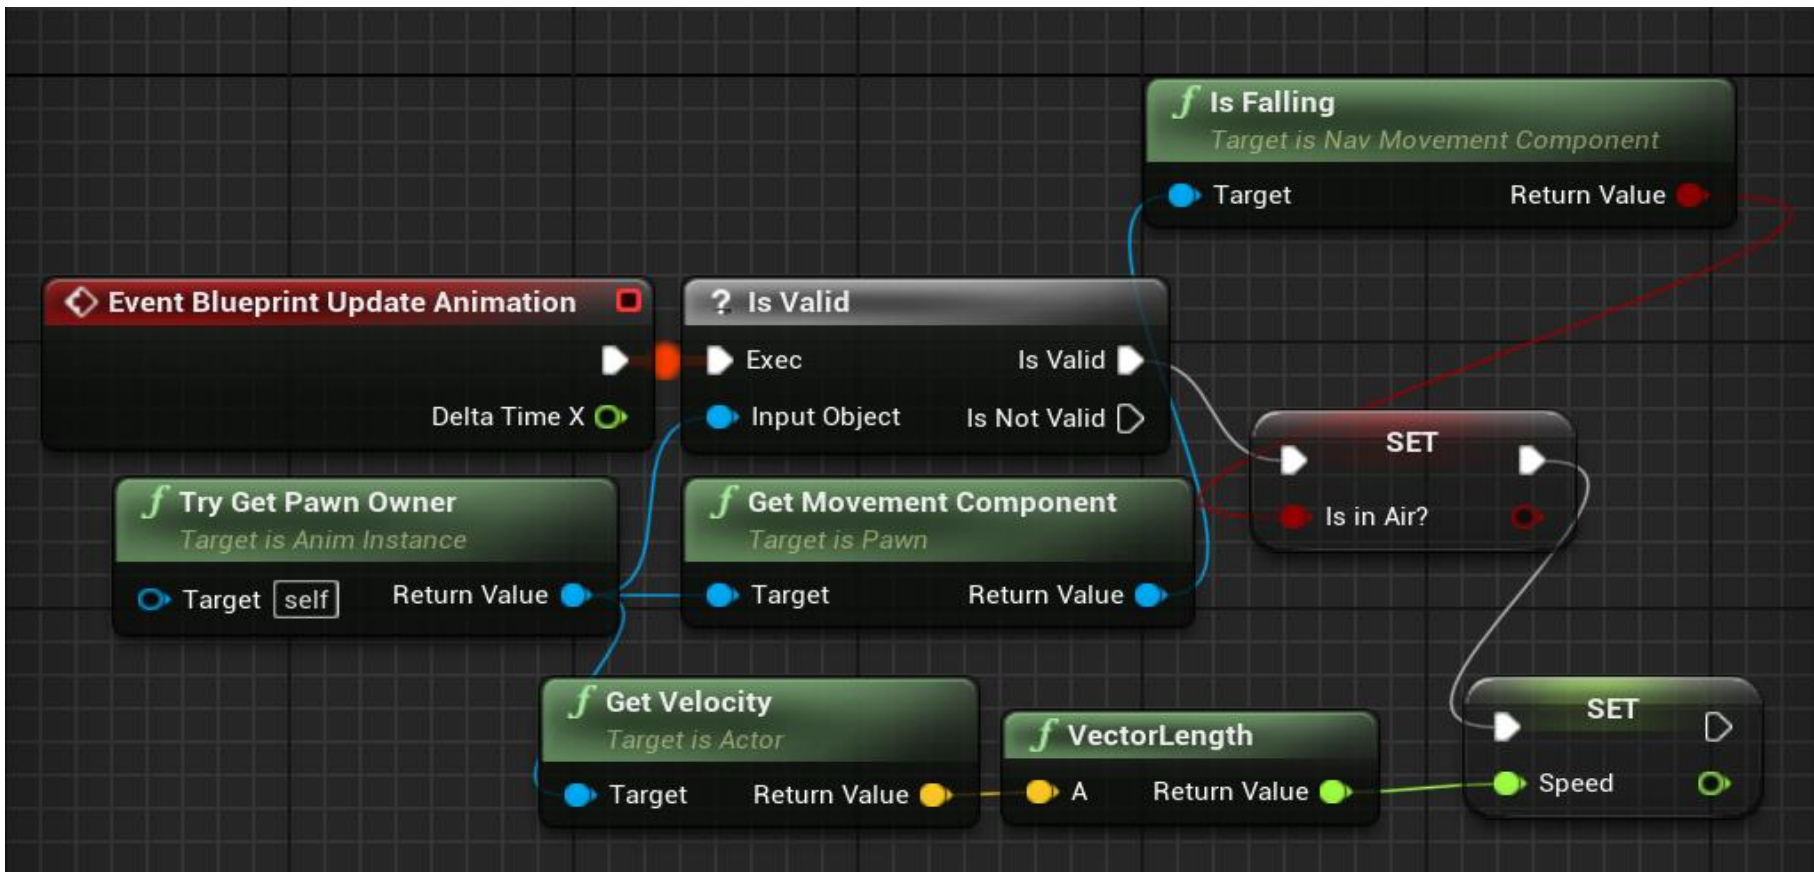 f Is Falling
Target is Nav Movement Component
Target Return Value
Event Blueprint Update Animation
Delta Time X
? Is Valid
Exec Is Valid
Input Object Is Not Valid
SET
Is in Air?
f Try Get Pawn Owner
Target is Anim Instance
Target self Return Value
f Get Movement Component
Target is Pawn
Target Return Value
f Get Velocity
Target is Actor
Target Return Value
f VectorLength
A Return Value
SET
Speed